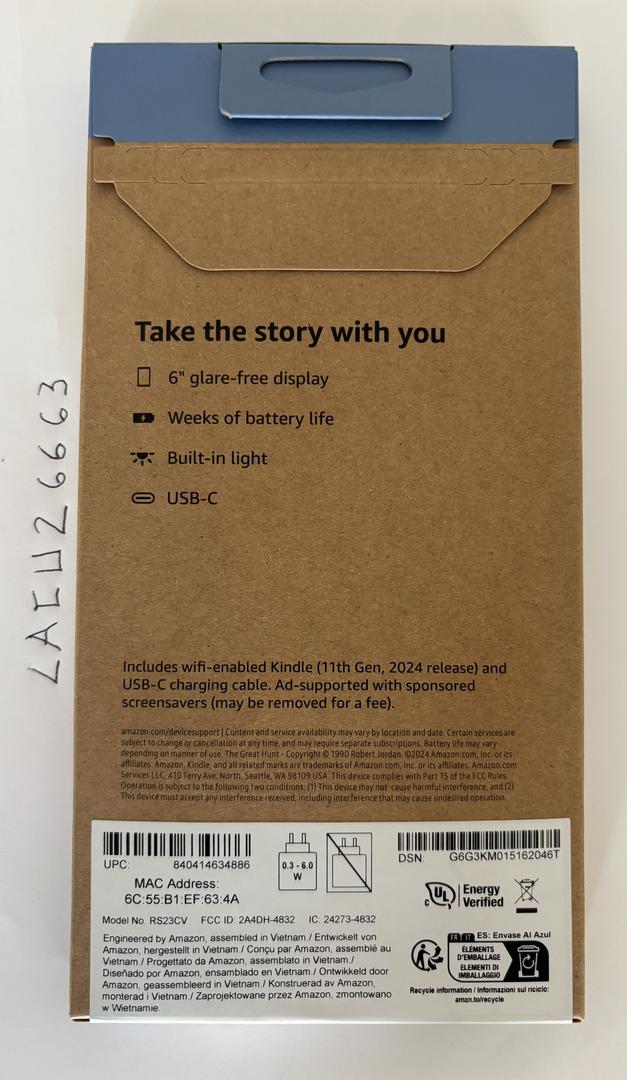 Take the story with you
6" glare-free display
Weeks of battery life
Built-in light
USB-C
Includes wifi-enabled Kindle (11th Gen, 2024 release) and
USB-C charging cable. Ad-supported with sponsored
screensavers (may be removed for a fee).
amazon.com/devicesupport | Content and service availability may vary by location and date. Certain services are
subject to change or cancellation at any time, and may require separate subscriptions. Battery life may vary
depending on manner of use. The Great Hunt - Copyright © 1990 Robert Jordan. ©2024 Amazon.com, Inc. or its
affiliates. Amazon, Kindle, and all related marks are trademarks of Amazon.com, Inc. or its affiliates. Amazon.com
Services LLC, 410 Terry Ave. North, Seattle, WA 98109 USA. This device complies with Part 15 of the FCC Rules.
Operation is subject to the following two conditions: (1) This device may not cause harmful interference, and (2)
This device must accept any interference received, including interference that may cause undesired operation.
UPC: 840414634886
MAC Address:
6C:55:B1:EF:63:4A
0.3 - 6.0
W
DSN: G6G3KM015162046T
c UL Energy
Verified
Model No. RS23CV FCC ID: 2A4DH-4832 IC: 24273-4832
Engineered by Amazon, assembled in Vietnam./ Entwickelt von
Amazon, hergestellt in Vietnam./ Conçu par Amazon, assemblé au
Vietnam./ Progettato da Amazon, assemblato in Vietnam./
Diseñado por Amazon, ensamblado en Vietnam./ Ontwikkeld door
Amazon, geassembleerd in Vietnam./ Konstruerad av Amazon,
monterad i Vietnam./ Zaprojektowane przez Amazon, zmontowano
w Wietnamie.
FR IT ES: Envase Al Azul
ÉLÉMENTS
D'EMBALLAGE
ELEMENTI DI
IMBALLAGGIO
Recycle information / Informazioni sul riciclo:
amzn.to/recycle